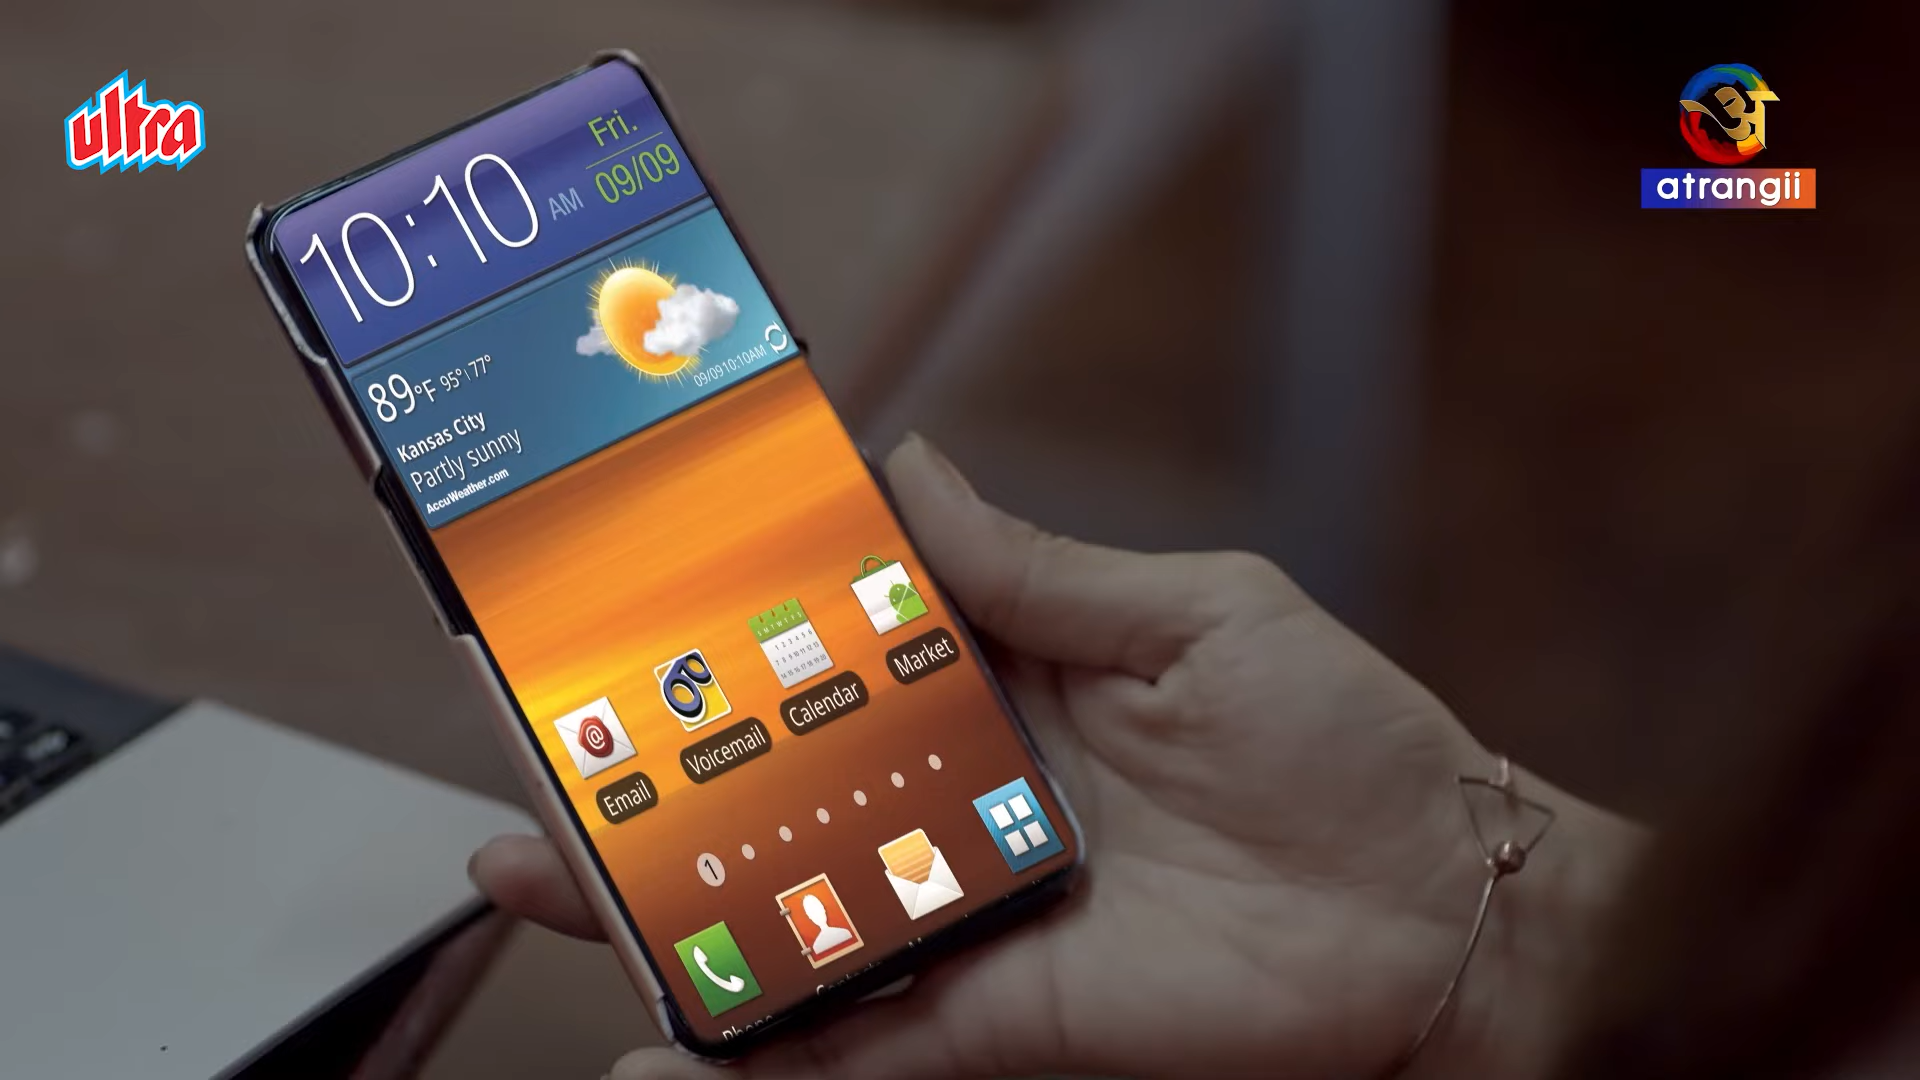 ultra
अ
atrangii
10:10 AM
Fri.
09/09
89°F 95° \ 77°
Kansas City
Partly sunny
AccuWeather.com
09/09 10:10AM
Email
Voicemail
Calendar
Market
1